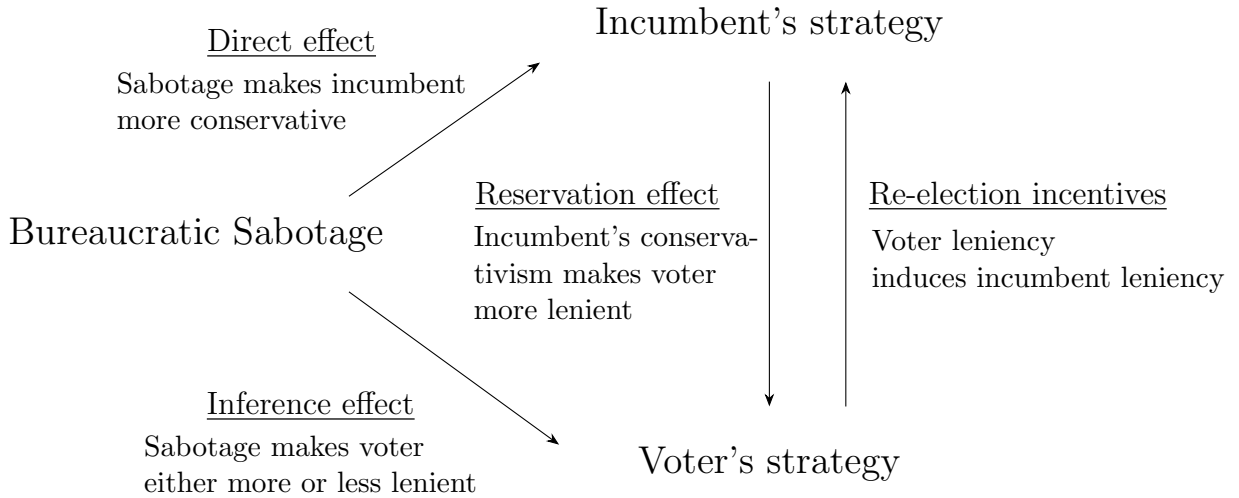 Incumbent's strategy
Direct effect
Sabotage makes incumbent
more conservative
Bureaucratic Sabotage
Reservation effect
Incumbent's conserva-
tivism makes voter
more lenient
Re-election incentives
Voter leniency
induces incumbent leniency
Inference effect
Sabotage makes voter
either more or less lenient
Voter's strategy